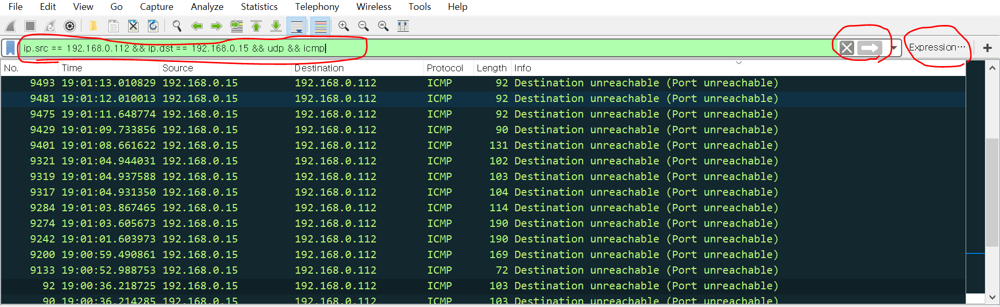 File Edit View Go Capture Analyze Statistics Telephony Wireless Tools Help
ip.src == 192.168.0.112 && ip.dst == 192.168.0.15 && udp && icmp Expression… +
No. Time Source Destination Protocol Length Info
9493 19:01:13.010829 192.168.0.15 192.168.0.112 ICMP 92 Destination unreachable (Port unreachable)
9481 19:01:12.010013 192.168.0.15 192.168.0.112 ICMP 92 Destination unreachable (Port unreachable)
9475 19:01:11.648774 192.168.0.15 192.168.0.112 ICMP 92 Destination unreachable (Port unreachable)
9429 19:01:09.733856 192.168.0.15 192.168.0.112 ICMP 90 Destination unreachable (Port unreachable)
9401 19:01:08.661622 192.168.0.15 192.168.0.112 ICMP 131 Destination unreachable (Port unreachable)
9321 19:01:04.944031 192.168.0.15 192.168.0.112 ICMP 102 Destination unreachable (Port unreachable)
9319 19:01:04.937588 192.168.0.15 192.168.0.112 ICMP 103 Destination unreachable (Port unreachable)
9317 19:01:04.931350 192.168.0.15 192.168.0.112 ICMP 104 Destination unreachable (Port unreachable)
9284 19:01:03.867465 192.168.0.15 192.168.0.112 ICMP 114 Destination unreachable (Port unreachable)
9274 19:01:03.605673 192.168.0.15 192.168.0.112 ICMP 190 Destination unreachable (Port unreachable)
9242 19:01:01.603973 192.168.0.15 192.168.0.112 ICMP 190 Destination unreachable (Port unreachable)
9200 19:00:59.490861 192.168.0.15 192.168.0.112 ICMP 169 Destination unreachable (Port unreachable)
9133 19:00:52.988753 192.168.0.15 192.168.0.112 ICMP 72 Destination unreachable (Port unreachable)
92 19:00:36.218725 192.168.0.15 192.168.0.112 ICMP 103 Destination unreachable (Port unreachable)
90 19:00:36.214285 192.168.0.15 192.168.0.112 ICMP 103 Destination unreachable (Port unreachable)